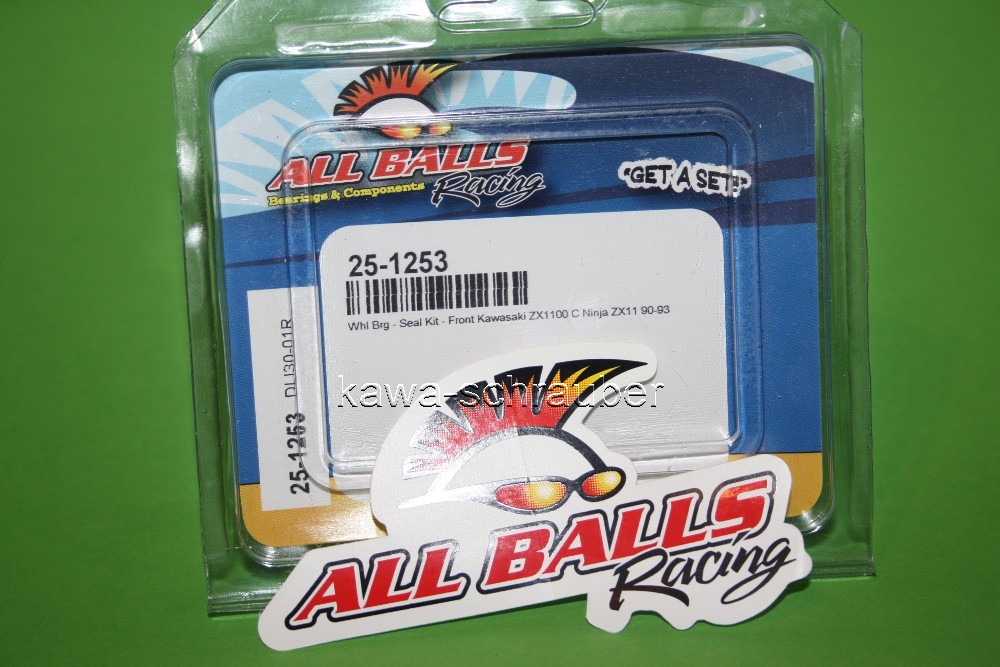 ALL BALLS
Racing
Bearings & Components
"GET A SET!!"
25-1253
Whl Brg - Seal Kit - Front Kawasaki ZX1100 C Ninja ZX11 90-93
25-1253 DLI30-01R
kawa-schrauber
ALL BALLS
Racing